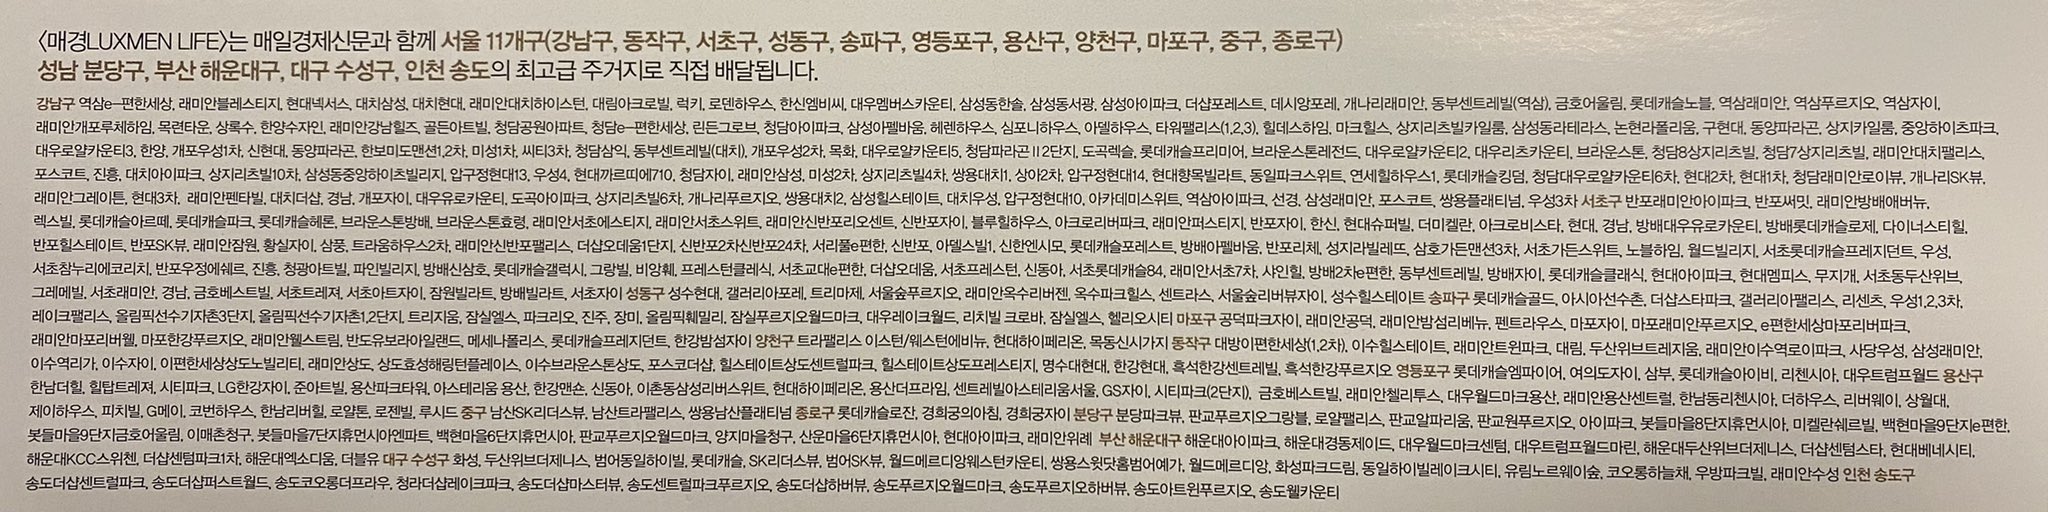 〈매경LUXMEN LIFE〉는 매일경제신문과 함께 서울 11개구(강남구, 동작구, 서초구, 성동구, 송파구, 영등포구, 용산구, 양천구, 마포구, 중구, 종로구)
성남 분당구, 부산 해운대구, 대구 수성구, 인천 송도의 최고급 주거지로 직접 배달됩니다.
강남구 역삼e-편한세상, 래미안블레스티지, 현대넥서스, 대치삼성, 대치현대, 래미안대치하이스턴, 대림아크로빌, 럭키, 로덴하우스, 한신엠비씨, 대우멤버스카운티, 삼성동한솔, 삼성동서광, 삼성아이파크, 더샵포레스트, 데시앙포레, 개나리래미안, 동부센트레빌(역삼), 금호어울림, 롯데캐슬노블, 역삼래미안, 역삼푸르지오, 역삼자이,
래미안개포루체하임, 목련타운, 상록수, 한양수자인, 래미안강남힐즈, 골든아트빌, 청담공원아파트, 청담e-편한세상, 린든그로브, 청담아이파크, 삼성아펠바움, 헤렌하우스, 심포니하우스, 아델하우스, 타워팰리스(1,2,3), 힐데스하임, 마크힐스, 상지리츠빌카일룸, 삼성동라테라스, 논현라폴리움, 구현대, 동양파라곤, 상지카일룸, 중앙하이츠파크,
대우로얄카운티3, 한양, 개포우성1차, 신현대, 동양파라곤, 한보미도맨션1,2차, 미성1차, 씨티3차, 청담삼익, 동부센트레빌(대치), 개포우성2차, 목화, 대우로얄카운티5, 청담파라곤Ⅱ2단지, 도곡렉슬, 롯데캐슬프리미어, 브라운스톤레전드, 대우로얄카운티2, 대우리츠카운티, 브라운스톤, 청담8상지리츠빌, 청담7상지리츠빌, 래미안대치팰리스,
포스코트, 진흥, 대치아이파크, 상지리츠빌10차, 삼성동중앙하이츠빌리지, 압구정현대13, 우성4, 현대까르띠에710, 청담자이, 래미안삼성, 미성2차, 상지리츠빌4차, 쌍용대치1, 상아2차, 압구정현대14, 현대향목빌라트, 동일파크스위트, 연세힐하우스1, 롯데캐슬킹덤, 청담대우로얄카운티6차, 현대2차, 현대1차, 청담래미안로이뷰, 개나리SK뷰,
래미안그레이튼, 현대3차, 래미안펜타빌, 대치더샵, 경남, 개포자이, 대우유로카운티, 도곡아이파크, 상지리츠빌6차, 개나리푸르지오, 쌍용대치2, 삼성힐스테이트, 대치우성, 압구정현대10, 아카데미스위트, 역삼아이파크, 선경, 삼성래미안, 포스코트, 쌍용플래티넘, 우성3차 서초구 반포래미안아이파크, 반포써밋, 래미안방배애버뉴,
렉스빌, 롯데캐슬아르떼, 롯데캐슬파크, 롯데캐슬헤론, 브라운스톤방배, 브라운스톤효령, 래미안서초에스티지, 래미안서초스위트, 래미안신반포리오센트, 신반포자이, 블루힐하우스, 아크로리버파크, 래미안퍼스티지, 반포자이, 한신, 현대슈퍼빌, 더미켈란, 아크로비스타, 현대, 경남, 방배대우유로카운티, 방배롯데캐슬로제, 다이너스티힐,
반포힐스테이트, 반포SK뷰, 래미안잠원, 황실자이, 삼풍, 트라움하우스2차, 래미안신반포팰리스, 더샵오데움1단지, 신반포2차신반포24차, 서리풀e편한, 신반포, 아델스빌1, 신한엔시모, 롯데캐슬포레스트, 방배아펠바움, 반포리체, 성지라빌레뜨, 삼호가든맨션3차, 서초가든스위트, 노블하임, 월드빌리지, 서초롯데캐슬프레지던트, 우성,
서초참누리에코리치, 반포우정에쉐르, 진흥, 청광아트빌, 파인빌리지, 방배신삼호, 롯데캐슬갤럭시, 그랑빌, 비앙훼, 프레스턴클레식, 서초교대e편한, 더샵오데움, 서초프레스턴, 신동아, 서초롯데캐슬84, 래미안서초7차, 샤인힐, 방배2차e편한, 동부센트레빌, 방배자이, 롯데캐슬클래식, 현대아이파크, 현대멤피스, 무지개, 서초동두산위브,
그레메빌, 서초래미안, 경남, 금호베스트빌, 서초트레져, 서초아트자이, 잠원빌라트, 방배빌라트, 서초자이 성동구 성수현대, 갤러리아포레, 트리마제, 서울숲푸르지오, 래미안옥수리버젠, 옥수파크힐스, 센트라스, 서울숲리버뷰자이, 성수힐스테이트 송파구 롯데캐슬골드, 아시아선수촌, 더샵스타파크, 갤러리아팰리스, 리센츠, 우성1,2,3차,
레이크팰리스, 올림픽선수기자촌3단지, 올림픽선수기자촌1,2단지, 트리지움, 잠실엘스, 파크리오, 진주, 장미, 올림픽훼밀리, 잠실푸르지오월드마크, 대우레이크월드, 리치빌 크로바, 잠실엘스, 헬리오시티 마포구 공덕파크자이, 래미안공덕, 래미안밤섬리베뉴, 펜트라우스, 마포자이, 마포래미안푸르지오, e편한세상마포리버파크,
래미안마포리버웰, 마포한강푸르지오, 래미안웰스트림, 반도유보라아일랜드, 메세나폴리스, 롯데캐슬프레지던트, 한강밤섬자이 양천구 트라팰리스 이스턴/웨스턴에비뉴, 현대하이페리온, 목동신시가지 동작구 대방이편한세상(1,2차), 이수힐스테이트, 래미안트윈파크, 대림, 두산위브트레지움, 래미안이수역로이파크, 사당우성, 삼성래미안,
이수역리가, 이수자이, 이편한세상상도노빌리티, 래미안상도, 상도효성해링턴플레이스, 이수브라운스톤상도, 포스코더샵, 힐스테이트상도센트럴파크, 힐스테이트상도프레스티지, 명수대현대, 한강현대, 흑석한강센트레빌, 흑석한강푸르지오 영등포구 롯데캐슬엠파이어, 여의도자이, 삼부, 롯데캐슬아이비, 리첸시아, 대우트럼프월드 용산구
한남더힐, 힐탑트레져, 시티파크, LG한강자이, 준아트빌, 용산파크타워, 아스테리움 용산, 한강맨숀, 신동아, 이촌동삼성리버스위트, 현대하이페리온, 용산더프라임, 센트레빌아스테리움서울, GS자이, 시티파크(2단지), 금호베스트빌, 래미안첼리투스, 대우월드마크용산, 래미안용산센트럴, 한남동리첸시아, 더하우스, 리버웨이, 상월대,
제이하우스, 피치빌, G메이, 코번하우스, 한남리버힐, 로얄톤, 로젠빌, 루시드 중구 남산SK리더스뷰, 남산트라팰리스, 쌍용남산플래티넘 종로구 롯데캐슬로잔, 경희궁의아침, 경희궁자이 분당구 분당파크뷰, 판교푸르지오그랑블, 로얄팰리스, 판교알파리움, 판교원푸르지오, 아이파크, 봇들마을8단지휴먼시아, 미켈란쉐르빌, 백현마을9단지e편한,
봇들마을9단지금호어울림, 이매촌청구, 봇들마을7단지휴먼시아엔파트, 백현마을6단지휴먼시아, 판교푸르지오월드마크, 양지마을청구, 산운마을6단지휴먼시아, 현대아이파크, 래미안위례 부산 해운대구 해운대아이파크, 해운대경동제이드, 대우월드마크센텀, 대우트럼프월드마린, 해운대두산위브더제니스, 더샵센텀스타, 현대베네시티,
해운대KCC스위첸, 더샵센텀파크1차, 해운대엑소디움, 더블유 대구 수성구 화성, 두산위브더제니스, 범어동일하이빌, 롯데캐슬, SK리더스뷰, 범어SK뷰, 월드메르디앙웨스턴카운티, 쌍용스윗닷홈범어예가, 월드메르디앙, 화성파크드림, 동일하이빌레이크시티, 유림노르웨이숲, 코오롱하늘채, 우방파크빌, 래미안수성 인천 송도구
송도더샵센트럴파크, 송도더샵퍼스트월드, 송도코오롱더프라우, 청라더샵레이크파크, 송도더샵마스터뷰, 송도센트럴파크푸르지오, 송도더샵하버뷰, 송도푸르지오월드마크, 송도푸르지오하버뷰, 송도아트윈푸르지오, 송도웰카운티